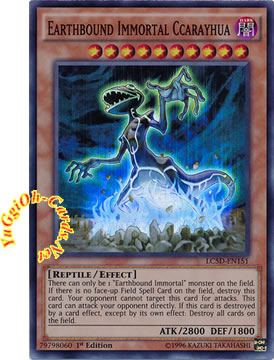 EARTHBOUND IMMORTAL CCARAYHUA
DARK
YuGgiOh-Cards.Net
LC5D-EN151
[REPTILE / EFFECT]
There can only be 1 "Earthbound Immortal" monster on the field.
If there is no face-up Field Spell Card on the field, destroy this
card. Your opponent cannot target this card for attacks. This
card can attack your opponent directly. If this card is destroyed
by a card effect, except by its own effect: Destroy all cards on
the field.
ATK/2800 DEF/1800
79798060 1st Edition ©1996 KAZUKI TAKAHASHI